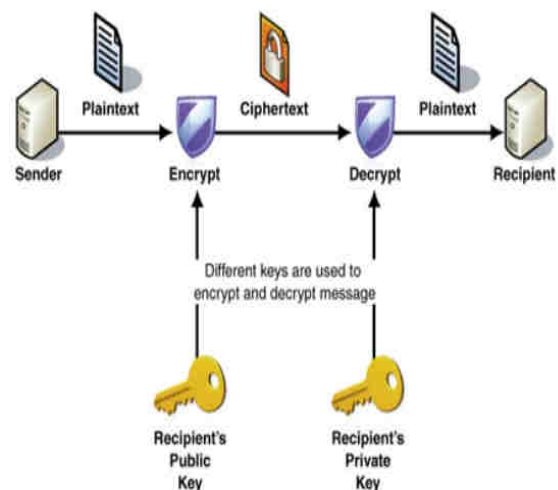 Plaintext
Ciphertext
Plaintext
Sender
Encrypt
Decrypt
Recipient
Different keys are used to
encrypt and decrypt message
Recipient's
Public
Key
Recipient's
Private
Key